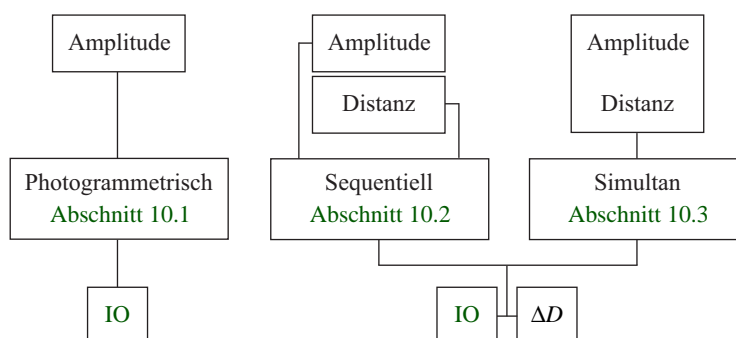 Amplitude
Photogrammetrisch
Abschnitt 10.1
IO
Amplitude
Distanz
Sequentiell
Abschnitt 10.2
Amplitude
Distanz
Simultan
Abschnitt 10.3
IO
ΔD